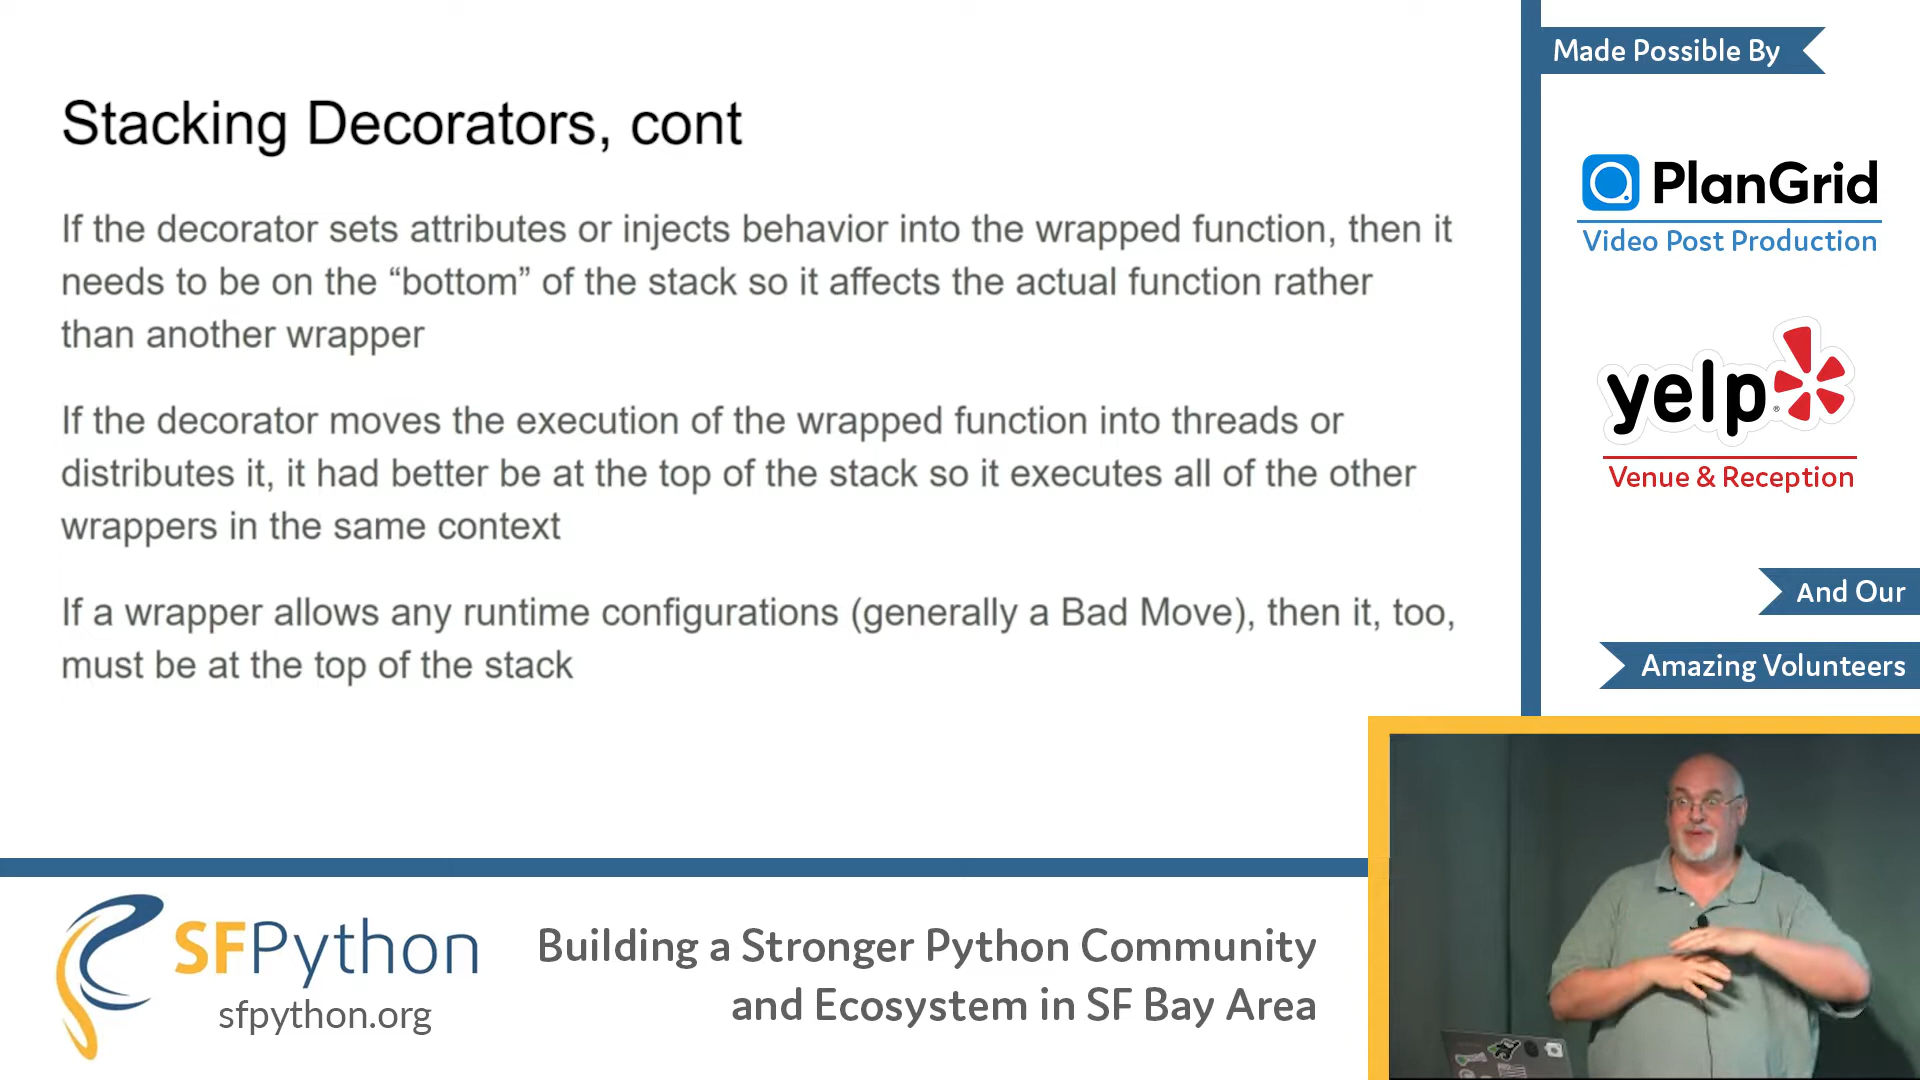 Stacking Decorators, cont
If the decorator sets attributes or injects behavior into the wrapped function, then it
needs to be on the “bottom” of the stack so it affects the actual function rather
than another wrapper
If the decorator moves the execution of the wrapped function into threads or
distributes it, it had better be at the top of the stack so it executes all of the other
wrappers in the same context
If a wrapper allows any runtime configurations (generally a Bad Move), then it, too,
must be at the top of the stack
Made Possible By
PlanGrid
Video Post Production
yelp
Venue & Reception
And Our
Amazing Volunteers
SFPython
sfpython.org
Building a Stronger Python Community
and Ecosystem in SF Bay Area